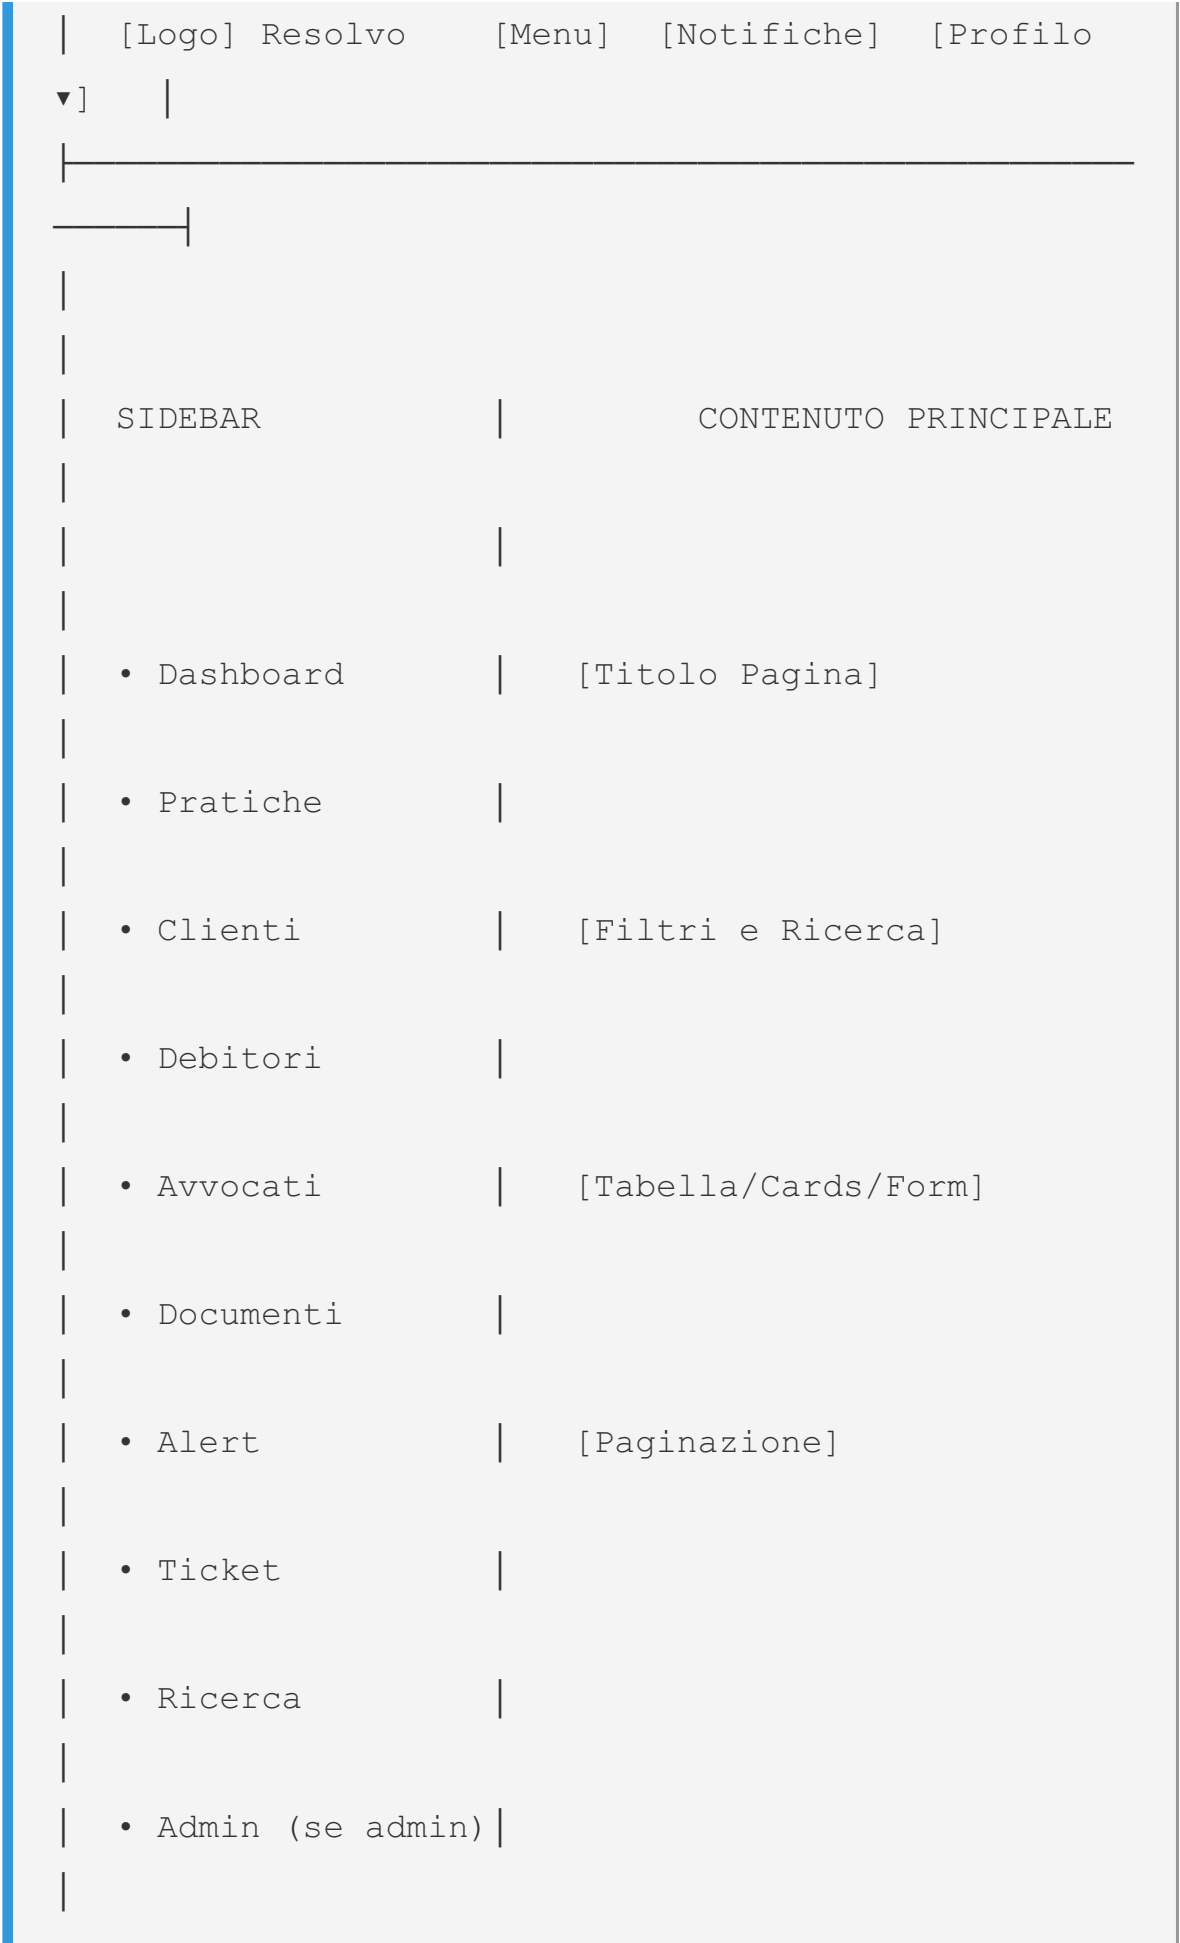 │  [Logo] Resolvo    [Menu]  [Notifiche]  [Profilo
▼]   │
├───────────────────────────────────────────────────
──────┤
│
│
│  SIDEBAR          │        CONTENUTO PRINCIPALE
│
│                   │
│
│  • Dashboard      │   [Titolo Pagina]
│
│  • Pratiche       │
│
│  • Clienti        │   [Filtri e Ricerca]
│
│  • Debitori       │
│
│  • Avvocati       │   [Tabella/Cards/Form]
│
│  • Documenti      │
│
│  • Alert          │   [Paginazione]
│
│  • Ticket         │
│
│  • Ricerca        │
│
│  • Admin (se admin)│
│